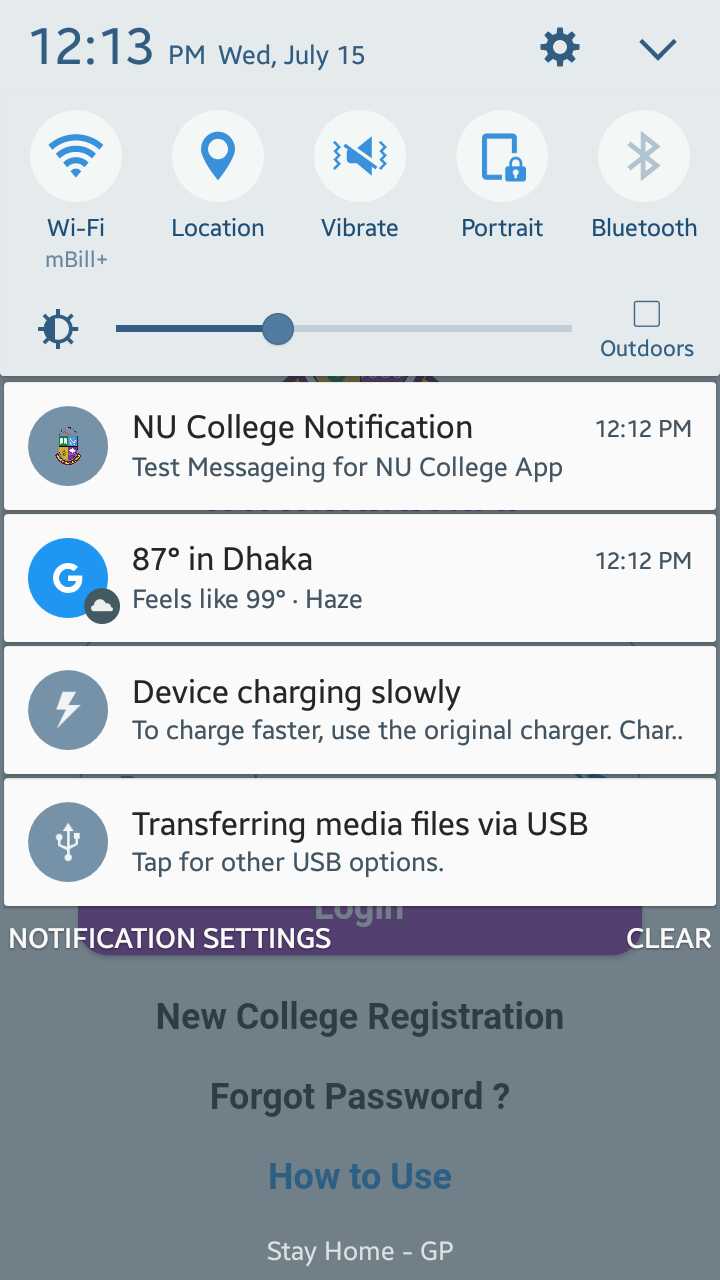 12:13 PM Wed, July 15
Wi-Fi Location Vibrate Portrait Bluetooth
mBill+
Outdoors
NU College Notification 12:12 PM
Test Messageing for NU College App
87° in Dhaka 12:12 PM
Feels like 99° · Haze
Device charging slowly
To charge faster, use the original charger. Char..
Transferring media files via USB
Tap for other USB options.
Login
NOTIFICATION SETTINGS CLEAR
New College Registration
Forgot Password ?
How to Use
Stay Home - GP